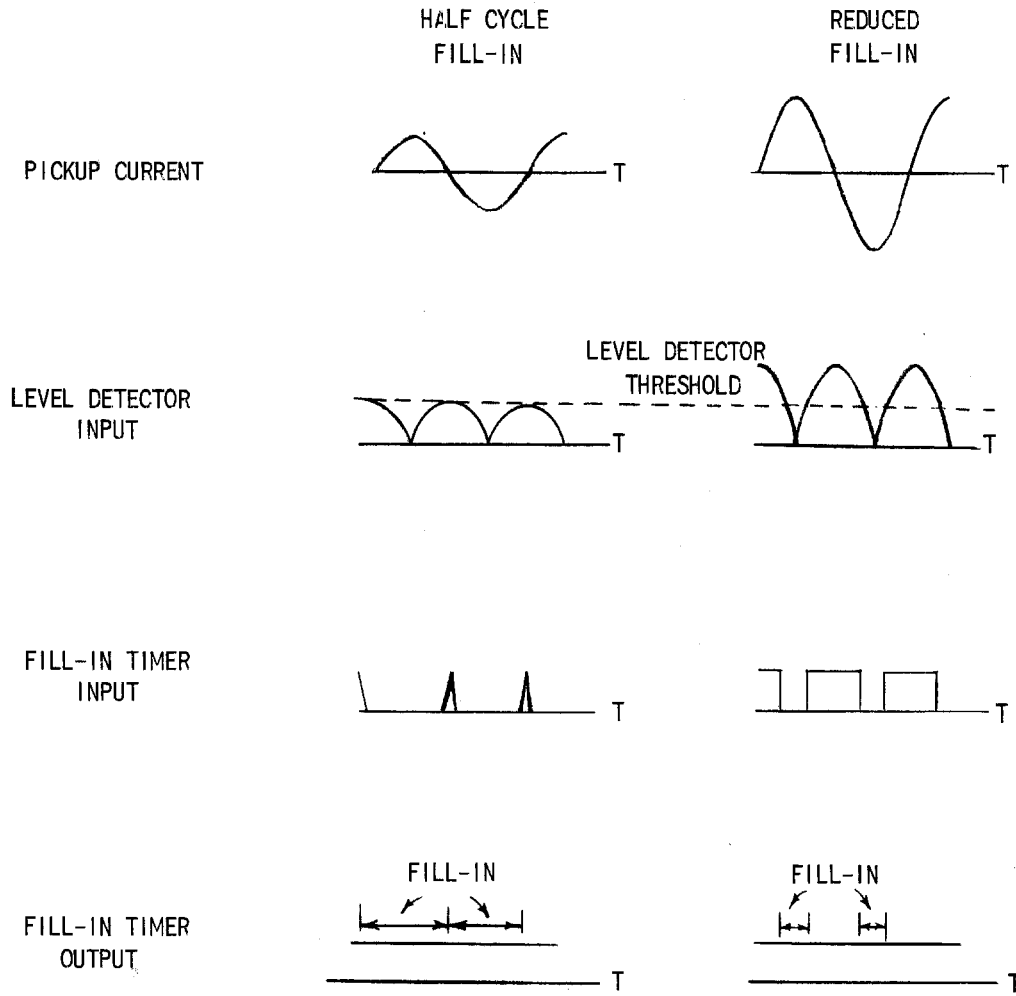 HALF CYCLE
FILL-IN
REDUCED
FILL-IN
PICKUP CURRENT
T
T
LEVEL DETECTOR
INPUT
LEVEL DETECTOR
THRESHOLD
T
T
FILL-IN TIMER
INPUT
T
T
FILL-IN TIMER
OUTPUT
FILL-IN
FILL-IN
T
T